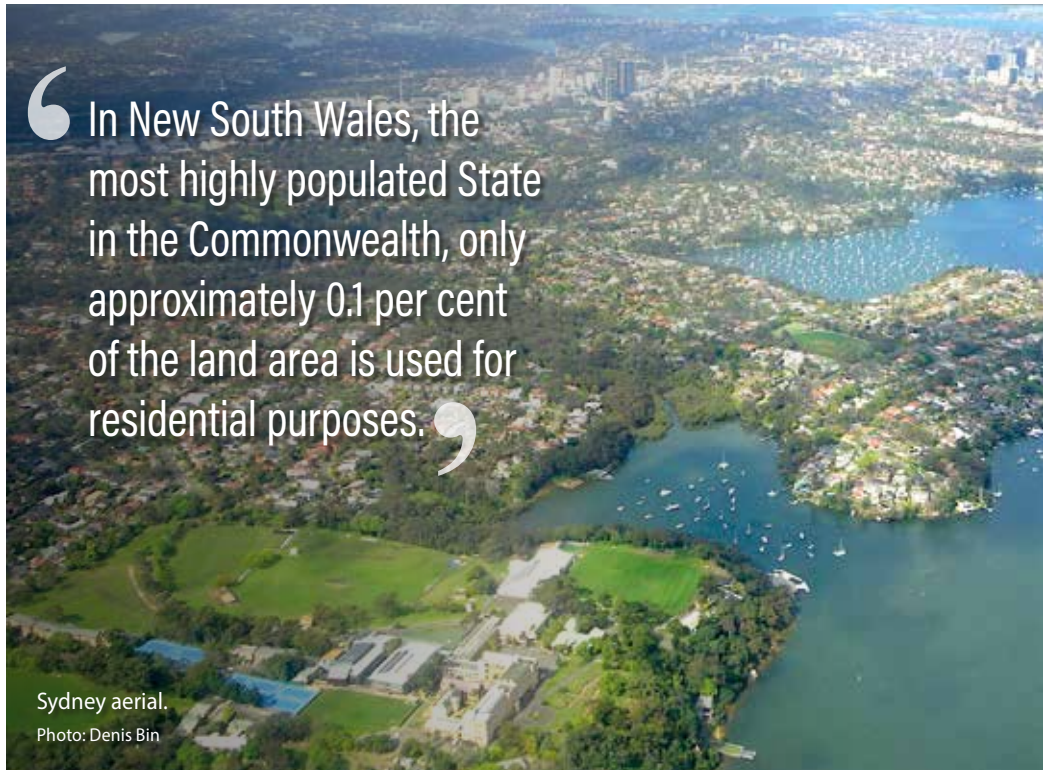 ‘ In New South Wales, the
most highly populated State
in the Commonwealth, only
approximately 0.1 per cent
of the land area is used for
residential purposes. ’
Sydney aerial.
Photo: Denis Bin